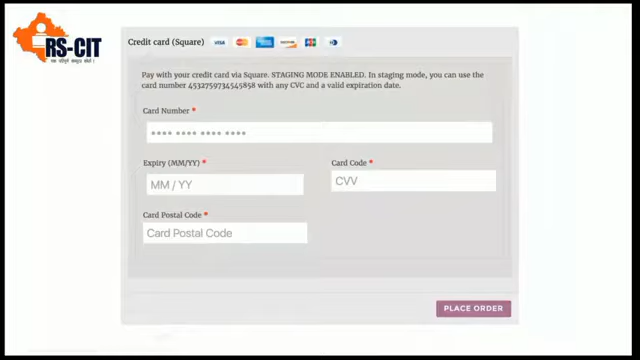 RS-CIT
Credit card (Square)
VISA
Pay with your credit card via Square. STAGING MODE ENABLED. In staging mode, you can use the
card number 4532759734545858 with any CVC and a valid expiration date.
Card Number *
Expiry (MM/YY) *
Card Code *
MM / YY
CVV
Card Postal Code *
Card Postal Code
PLACE ORDER